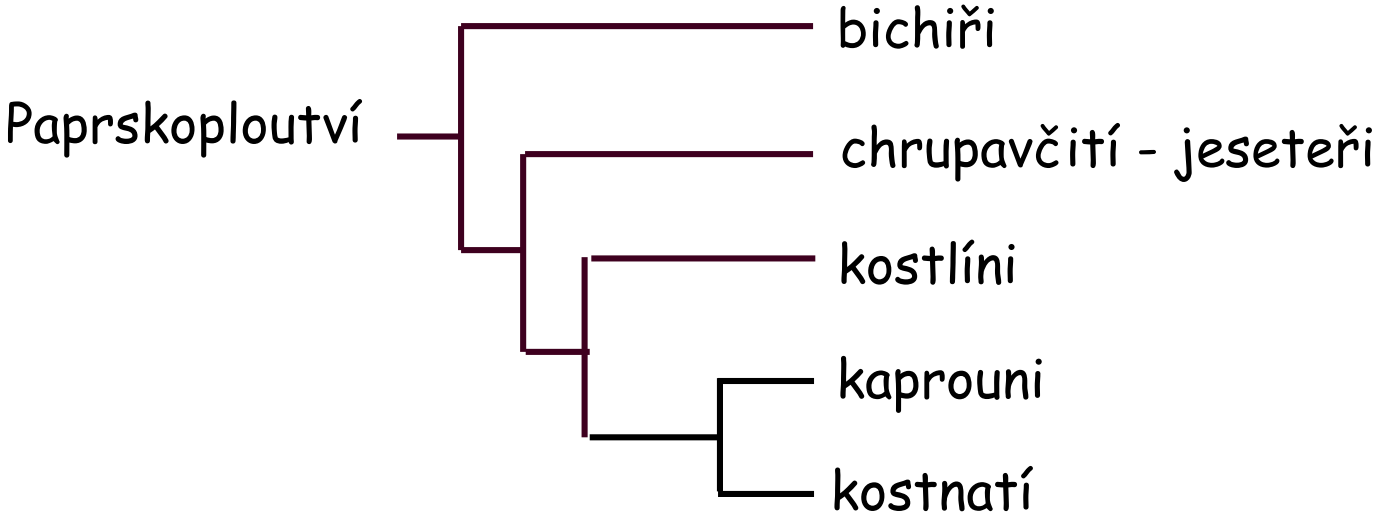 bichiři
Paprskoploutví
chrupavčití - jeseteři
kostlíni
kaprouni
kostnatí